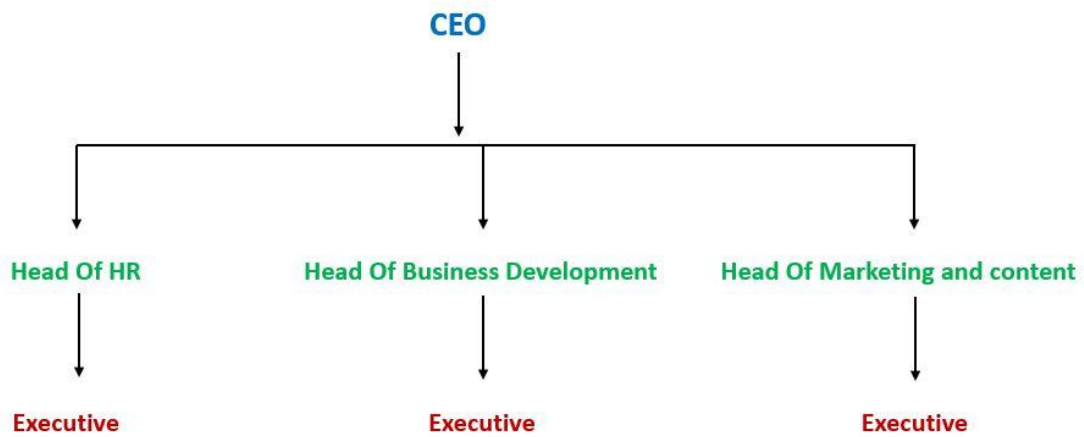 CEO
Head Of HR
Head Of Business Development
Head Of Marketing and content
Executive
Executive
Executive